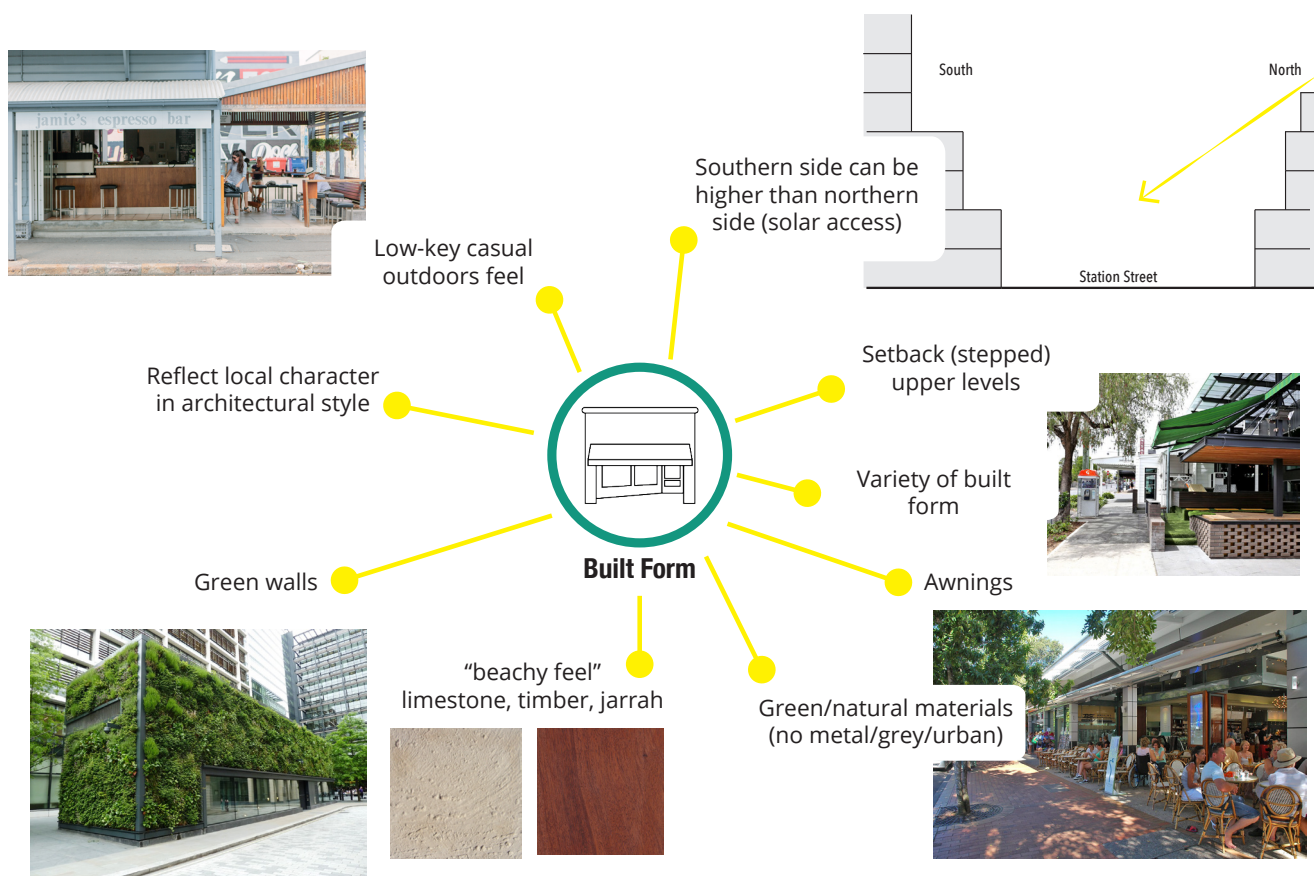 jamie's espresso bar
South
North
Station Street
Southern side can be
higher than northern
side (solar access)
Low-key casual
outdoors feel
Reflect local character
in architectural style
Setback (stepped)
upper levels
Variety of built
form
Built Form
Green walls
Awnings
“beachy feel”
limestone, timber, jarrah
Green/natural materials
(no metal/grey/urban)